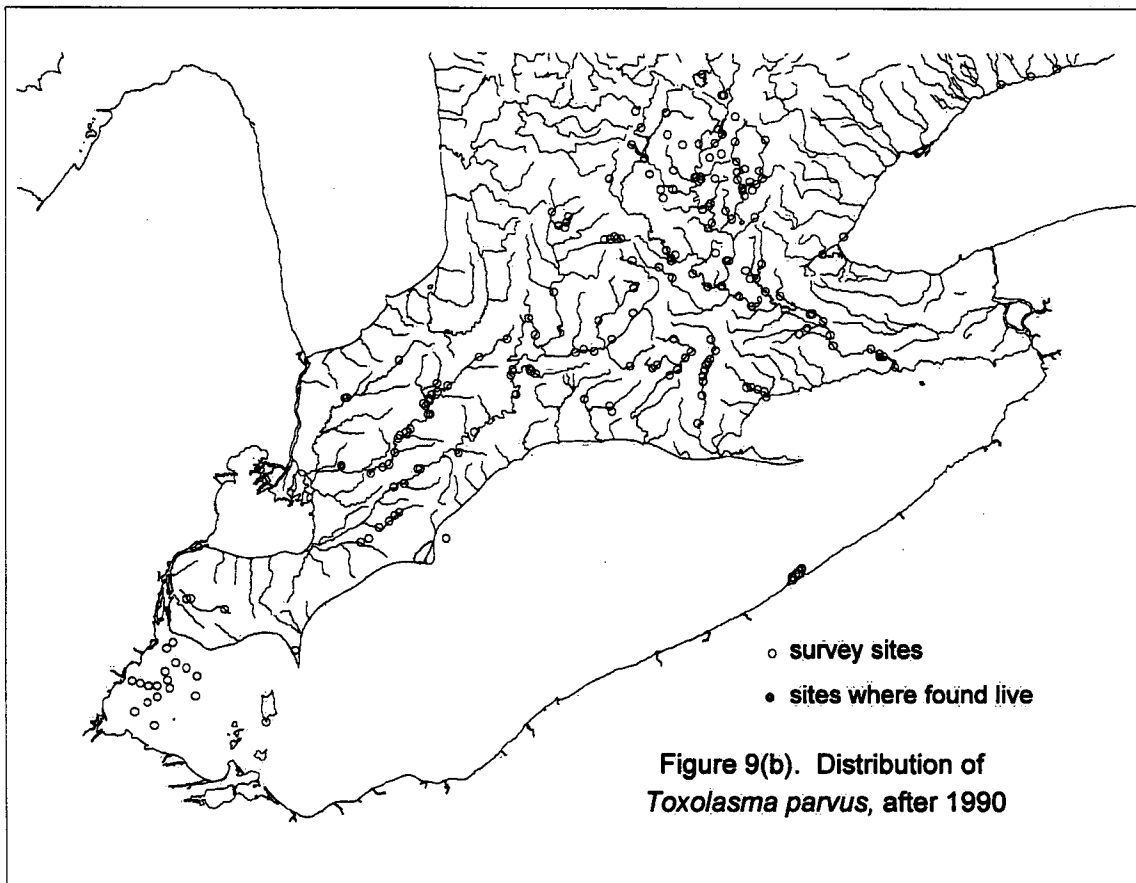 survey sites
sites where found live
Figure 9(b). Distribution of
Toxolasma parvus, after 1990